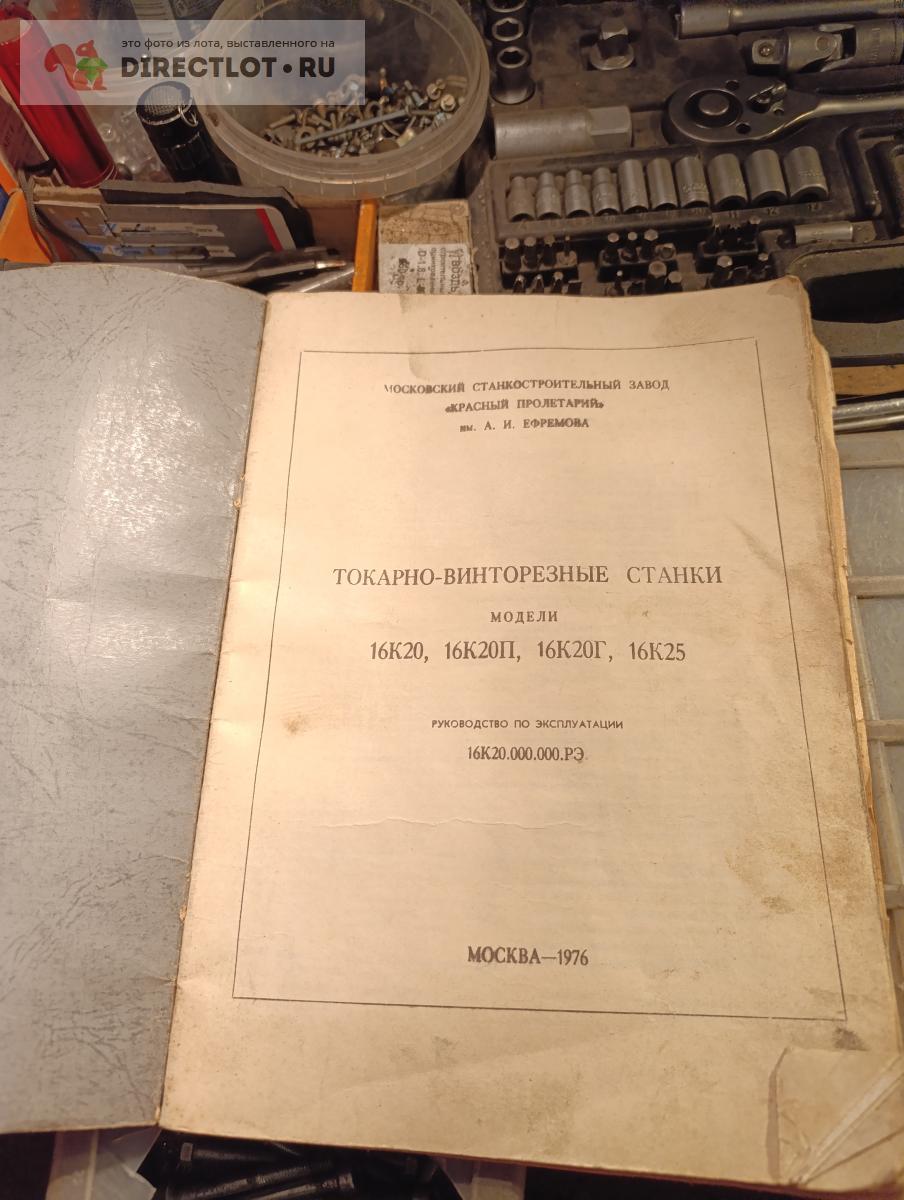 это фото из лота, выставленного на
DIRECTLOT•RU
МОСКОВСКИЙ СТАНКОСТРОИТЕЛЬНЫЙ ЗАВОД
«КРАСНЫЙ ПРОЛЕТАРИЙ»
им. А. И. ЕФРЕМОВА
ТОКАРНО-ВИНТОРЕЗНЫЕ СТАНКИ
МОДЕЛИ
16К20, 16К20П, 16К20Г, 16К25
РУКОВОДСТВО ПО ЭКСПЛУАТАЦИИ
16К20.000.000.РЭ
МОСКВА—1976